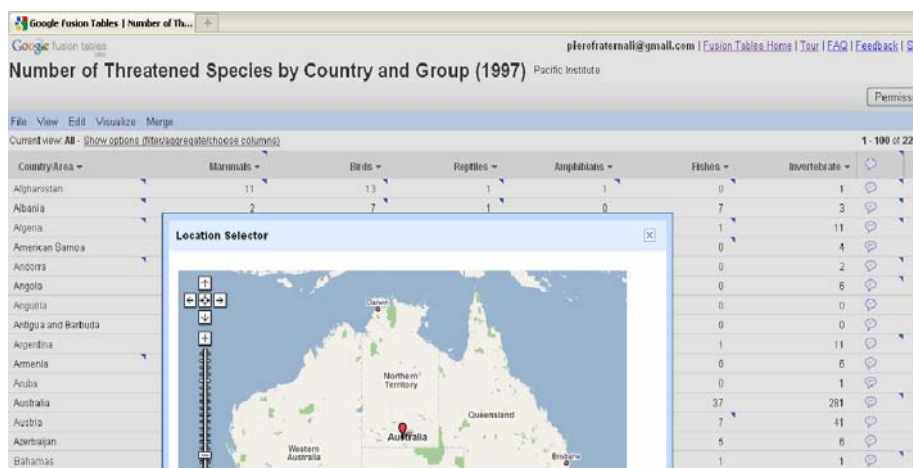 Google Fusion Tables | Number of Th...
Google fusion tables
pierofraternali@gmail.com | Fusion Tables Home | Tour | FAQ | Feedback |
Number of Threatened Species by Country and Group (1997) Pacific Institute
Permiss
File View Edit Visualize Merge
Current view: All - Show options (filter/aggregate/choose columns) 1 - 100 of 22
Country/Area Mammals Birds Reptiles Amphibians Fishes Invertebrate
Afghanistan 11 13 1 1 0 1
Albania 2 7 1 0 7 3
Algeria 1 11
Location Selector
American Samoa 0 4
Andorra 0 2
Angola 0 6
Anguilla 0 0
Darwin
Antigua and Barbuda 0 0
Argentina 1 11
Armenia 0 6
Northern
Territory
Aruba 0 1
Australia 37 281
Queensland
Austria 7 41
Australia
Azerbaijan 5 6
Western
Australia
Brisbane
Bahamas 1 1